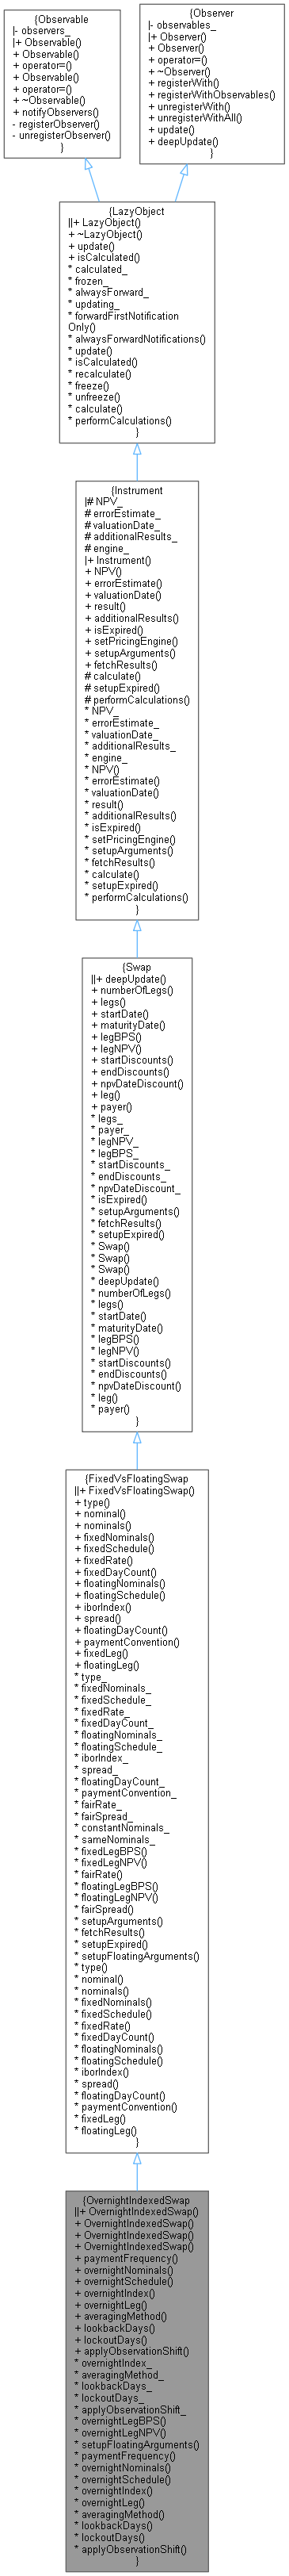 {Observable
|- observers_
|+ Observable()
+ Observable()
+ operator=()
+ Observable()
+ operator=()
+ ~Observable()
+ notifyObservers()
- registerObserver()
- unregisterObserver()
}
{Observer
|- observables_
|+ Observer()
+ Observer()
+ operator=()
+ ~Observer()
+ registerWith()
+ registerWithObservables()
+ unregisterWith()
+ unregisterWithAll()
+ update()
+ deepUpdate()
}
{LazyObject
||+ LazyObject()
+ ~LazyObject()
+ update()
+ isCalculated()
* calculated_
* frozen_
* alwaysForward_
* updating_
* forwardFirstNotification
Only()
* alwaysForwardNotifications()
* update()
* isCalculated()
* recalculate()
* freeze()
* unfreeze()
* calculate()
* performCalculations()
}
{Instrument
|# NPV_
# errorEstimate_
# valuationDate_
# additionalResults_
# engine_
|+ Instrument()
+ NPV()
+ errorEstimate()
+ valuationDate()
+ result()
+ additionalResults()
+ isExpired()
+ setPricingEngine()
+ setupArguments()
+ fetchResults()
# calculate()
# setupExpired()
# performCalculations()
* NPV_
* errorEstimate_
* valuationDate_
* additionalResults_
* engine_
* NPV()
* errorEstimate()
* valuationDate()
* result()
* additionalResults()
* isExpired()
* setPricingEngine()
* setupArguments()
* fetchResults()
* calculate()
* setupExpired()
* performCalculations()
}
{Swap
||+ deepUpdate()
+ numberOfLegs()
+ legs()
+ startDate()
+ maturityDate()
+ legBPS()
+ legNPV()
+ startDiscounts()
+ endDiscounts()
+ npvDateDiscount()
+ leg()
+ payer()
* legs_
* payer_
* legNPV_
* legBPS_
* startDiscounts_
* endDiscounts_
* npvDateDiscount_
* isExpired()
* setupArguments()
* fetchResults()
* setupExpired()
* Swap()
* Swap()
* Swap()
* deepUpdate()
* numberOfLegs()
* legs()
* startDate()
* maturityDate()
* legBPS()
* legNPV()
* startDiscounts()
* endDiscounts()
* npvDateDiscount()
* leg()
* payer()
}
{FixedVsFloatingSwap
||+ FixedVsFloatingSwap()
+ type()
+ nominal()
+ nominals()
+ fixedNominals()
+ fixedSchedule()
+ fixedRate()
+ fixedDayCount()
+ floatingNominals()
+ floatingSchedule()
+ iborIndex()
+ spread()
+ floatingDayCount()
+ paymentConvention()
+ fixedLeg()
+ floatingLeg()
* type_
* fixedNominals_
* fixedSchedule_
* fixedRate_
* fixedDayCount_
* floatingNominals_
* floatingSchedule_
* iborIndex_
* spread_
* floatingDayCount_
* paymentConvention_
* fairRate_
* fairSpread_
* constantNominals_
* sameNominals_
* fixedLegBPS()
* fixedLegNPV()
* fairRate()
* floatingLegBPS()
* floatingLegNPV()
* fairSpread()
* setupArguments()
* fetchResults()
* setupExpired()
* setupFloatingArguments()
* type()
* nominal()
* nominals()
* fixedNominals()
* fixedSchedule()
* fixedRate()
* fixedDayCount()
* floatingNominals()
* floatingSchedule()
* iborIndex()
* spread()
* floatingDayCount()
* paymentConvention()
* fixedLeg()
* floatingLeg()
}
{OvernightIndexedSwap
||+ OvernightIndexedSwap()
+ OvernightIndexedSwap()
+ OvernightIndexedSwap()
+ OvernightIndexedSwap()
+ paymentFrequency()
+ overnightNominals()
+ overnightSchedule()
+ overnightIndex()
+ overnightLeg()
+ averagingMethod()
+ lookbackDays()
+ lockoutDays()
+ applyObservationShift()
* overnightIndex_
* averagingMethod_
* lookbackDays_
* lockoutDays_
* applyObservationShift_
* overnightLegBPS()
* overnightLegNPV()
* setupFloatingArguments()
* paymentFrequency()
* overnightNominals()
* overnightSchedule()
* overnightIndex()
* overnightLeg()
* averagingMethod()
* lookbackDays()
* lockoutDays()
* applyObservationShift()
}